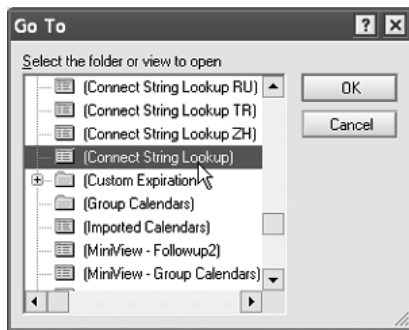 Go To
Select the folder or view to open
(Connect String Lookup RU)
(Connect String Lookup TR)
(Connect String Lookup ZH)
(Connect String Lookup)
(Custom Expiration)
(Group Calendars)
(Imported Calendars)
(MiniView - Followup2)
(MiniView - Group Calendars)
OK
Cancel